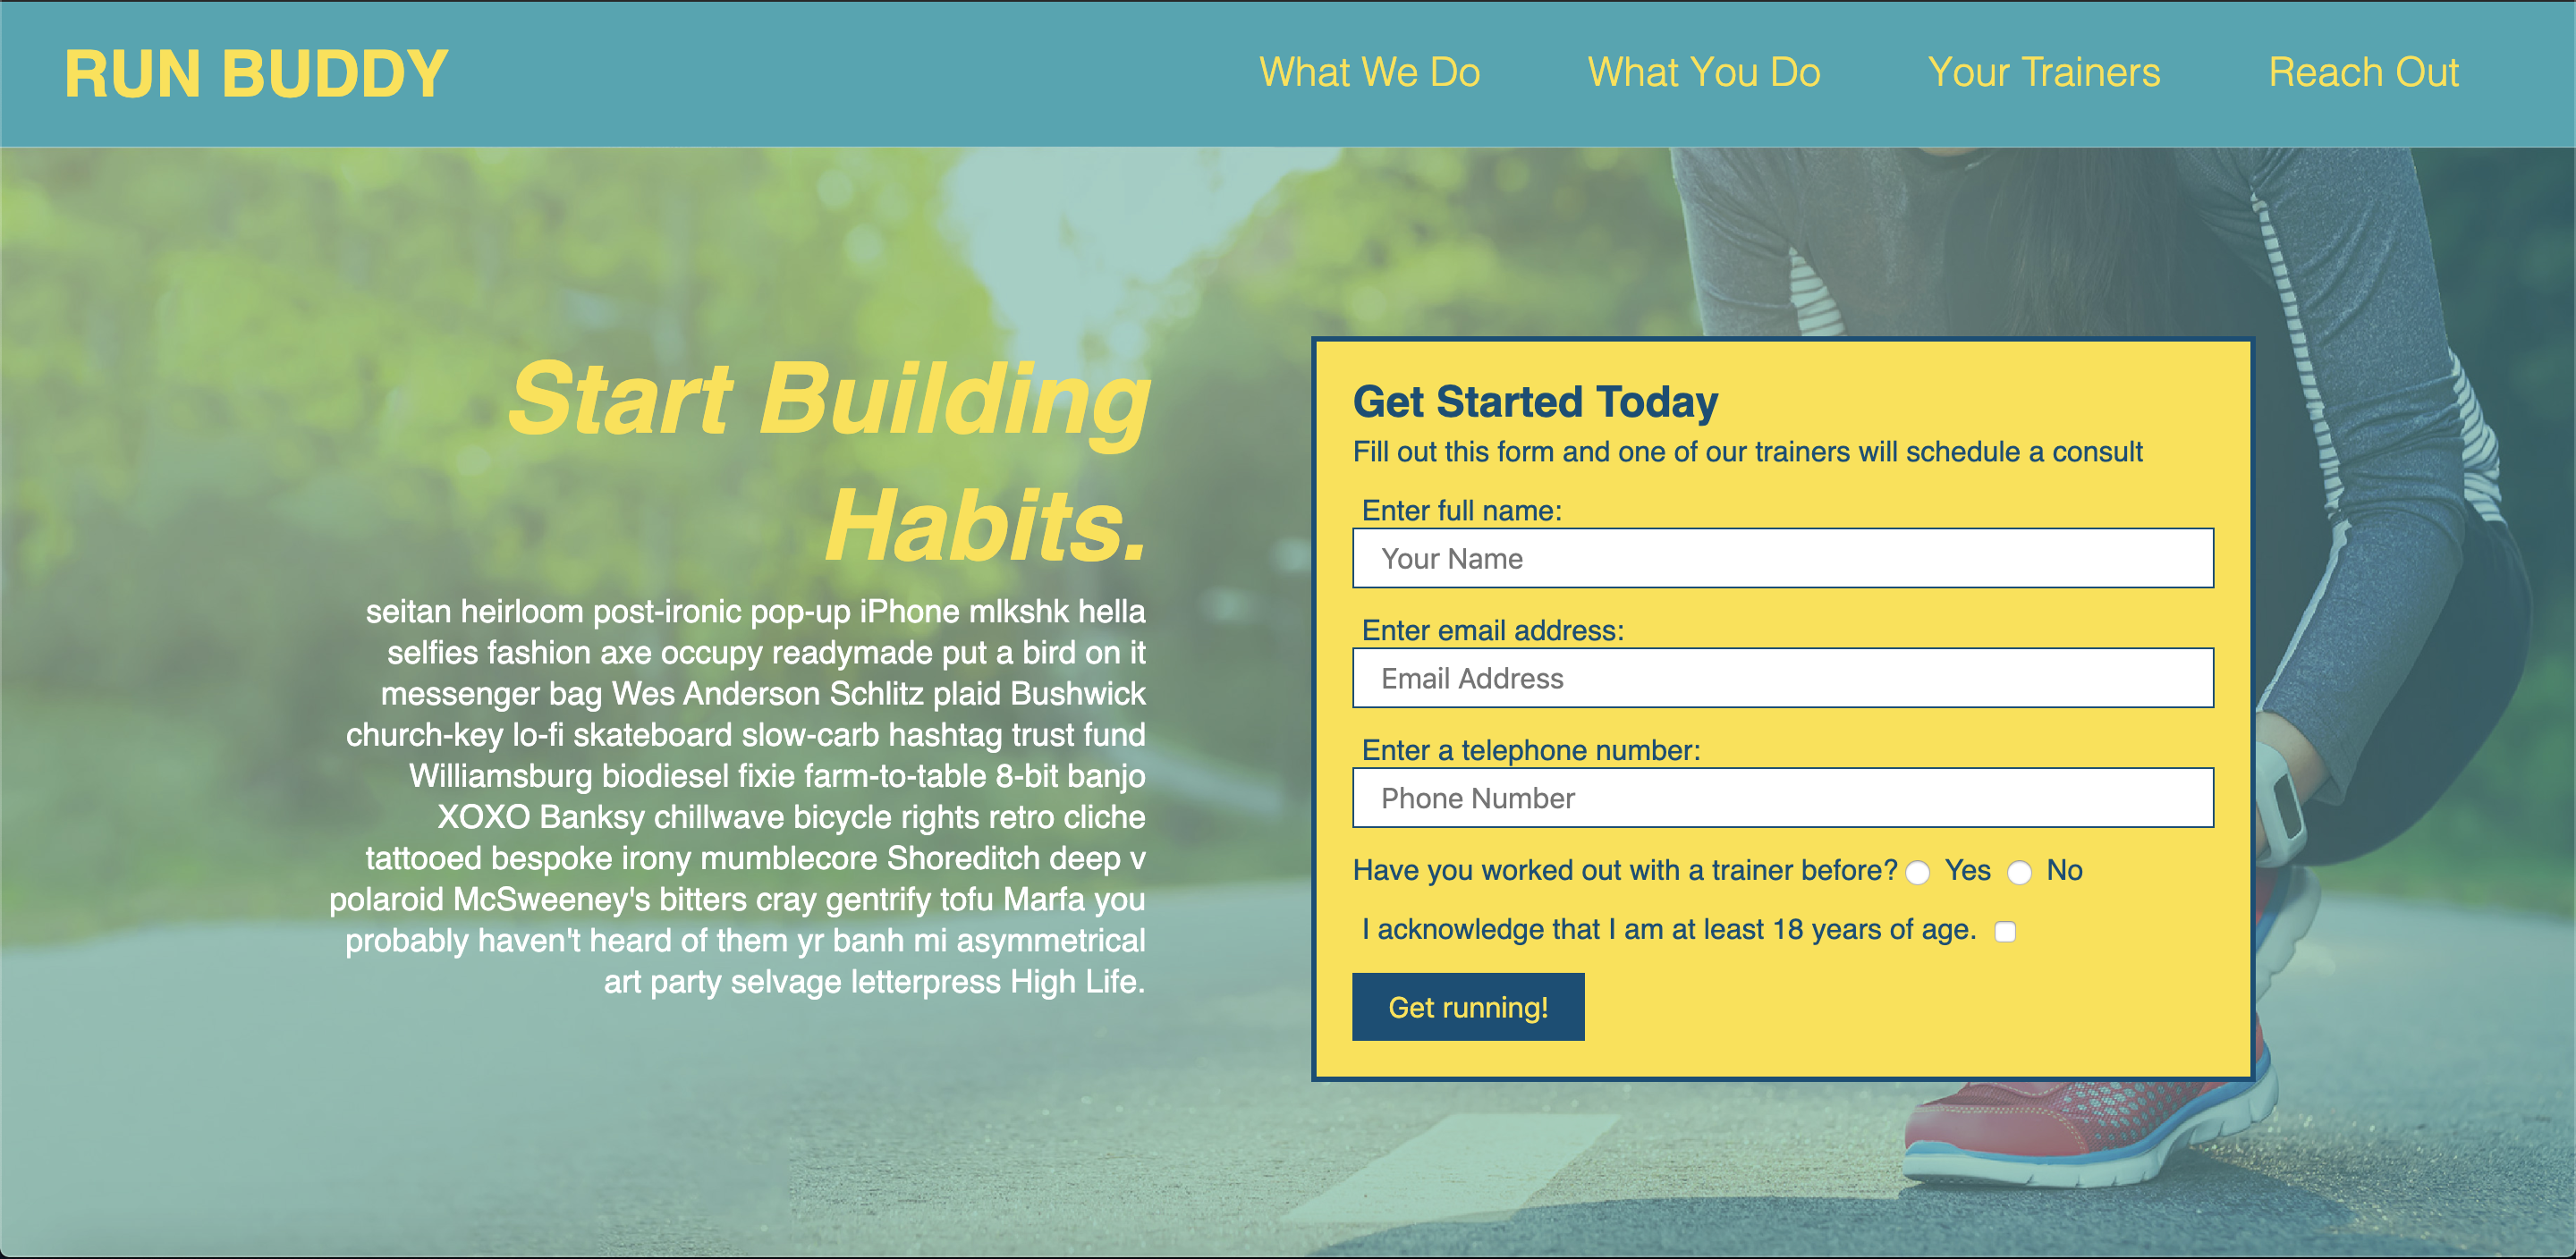 RUN BUDDY
What We Do
What You Do
Your Trainers
Reach Out
Start Building
Habits.
seitan heirloom post-ironic pop-up iPhone mlkshk hella
selfies fashion axe occupy readymade put a bird on it
messenger bag Wes Anderson Schlitz plaid Bushwick
church-key lo-fi skateboard slow-carb hashtag trust fund
Williamsburg biodiesel fixie farm-to-table 8-bit banjo
XOXO Banksy chillwave bicycle rights retro cliche
tattooed bespoke irony mumblecore Shoreditch deep v
polaroid McSweeney's bitters cray gentrify tofu Marfa you
probably haven't heard of them yr banh mi asymmetrical
art party selvage letterpress High Life.
Get Started Today
Fill out this form and one of our trainers will schedule a consult
Enter full name:
Your Name
Enter email address:
Email Address
Enter a telephone number:
Phone Number
Have you worked out with a trainer before? Yes No
I acknowledge that I am at least 18 years of age.
Get running!